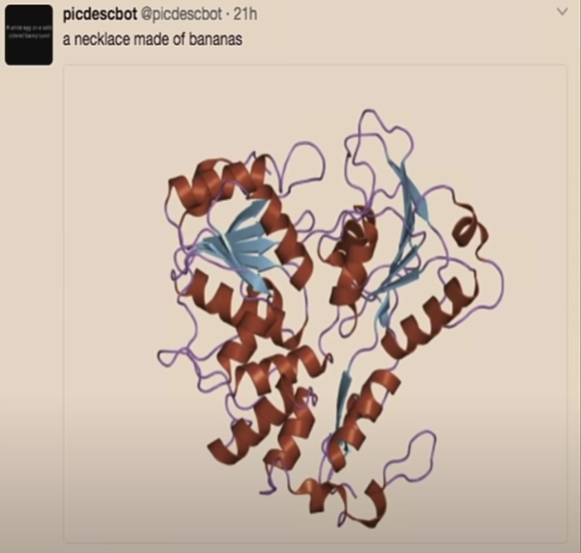 picdescbot @picdescbot · 21h
a necklace made of bananas